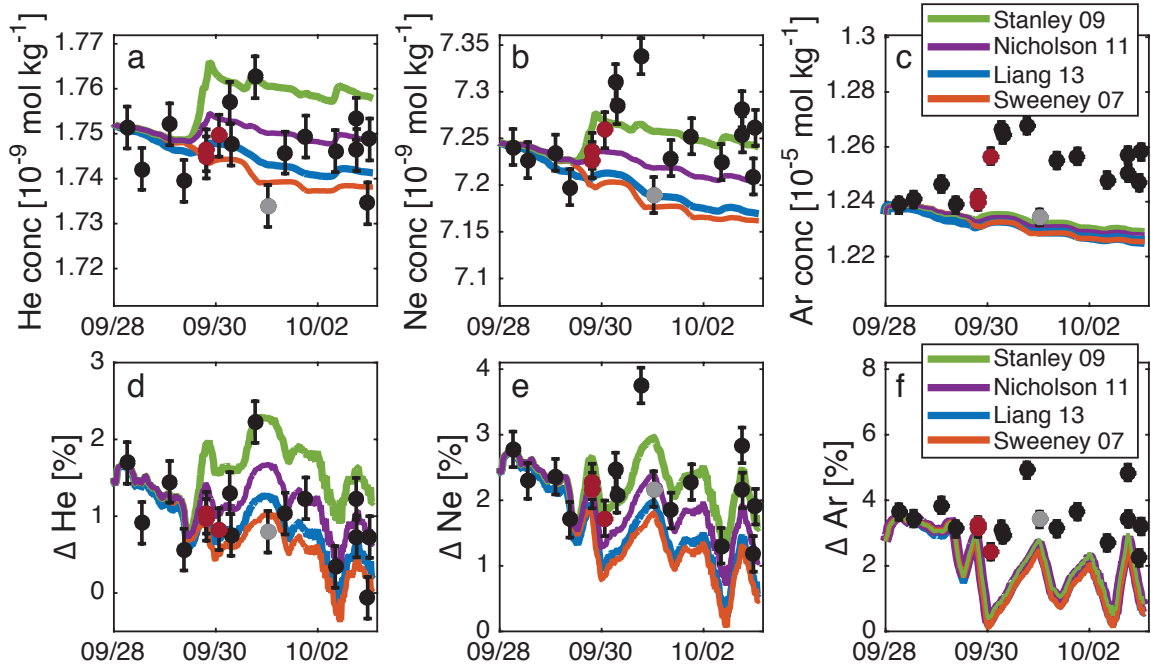 a
He conc [10⁻⁹ mol kg⁻¹]
1.77
1.76
1.75
1.74
1.73
1.72
09/28
09/30
10/02
b
Ne conc [10⁻⁹ mol kg⁻¹]
7.35
7.3
7.25
7.2
7.15
7.1
09/28
09/30
10/02
c
Ar conc [10⁻⁵ mol kg⁻¹]
1.3
1.28
1.26
1.24
1.22
09/28
09/30
10/02
Stanley 09
Nicholson 11
Liang 13
Sweeney 07
d
Δ He [%]
3
2
1
0
09/28
09/30
10/02
e
Δ Ne [%]
4
3
2
1
0
09/28
09/30
10/02
f
Δ Ar [%]
8
6
4
2
0
09/28
09/30
10/02
Stanley 09
Nicholson 11
Liang 13
Sweeney 07